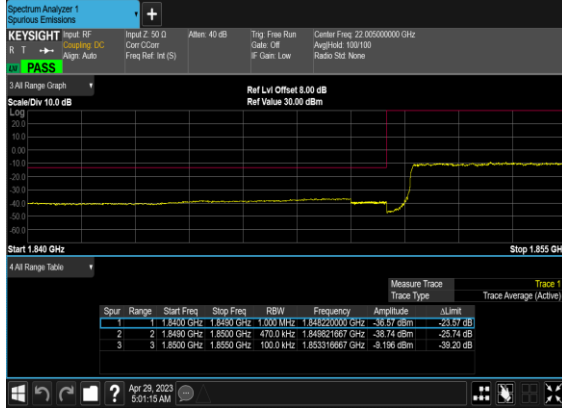 Spectrum Analyzer 1
Spurious Emissions
+
KEYSIGHT Input: RF Input Z: 50 Ω Atten: 40 dB Trig: Free Run Center Freq: 22.005000000 GHz
R T Coupling: DC Corr CCorr Gate: Off Avg|Hold: 100/100
Align: Auto Freq Ref: Int (S) IF Gain: Low Radio Std: None
PASS
3 All Range Graph Ref Lvl Offset 8.00 dB
Scale/Div 10.0 dB Ref Value 30.00 dBm
Log
20.0
10.0
0.00
-10.0
-20.0
-30.0
-40.0
-50.0
-60.0
Start 1.840 GHz Stop 1.855 GH
4 All Range Table
Measure Trace Trace 1
Trace Type Trace Average (Active)
Spur Range Start Freq Stop Freq RBW Frequency Amplitude ΔLimit
1 1 1.8400 GHz 1.8490 GHz 1.000 MHz 1.848220000 GHz -36.57 dBm -23.57 dB
2 2 1.8490 GHz 1.8500 GHz 470.0 kHz 1.849821667 GHz -38.74 dBm -25.74 dB
3 3 1.8500 GHz 1.8550 GHz 100.0 kHz 1.853316667 GHz -9.196 dBm -39.20 dB
? Apr 29, 2023
5:01:15 AM